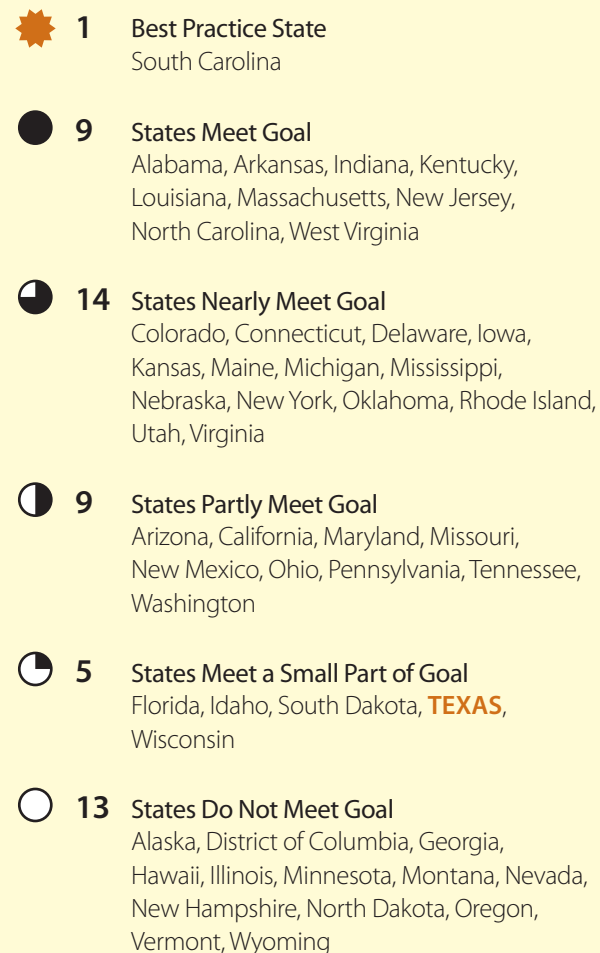 1 Best Practice State
South Carolina
9 States Meet Goal
Alabama, Arkansas, Indiana, Kentucky,
Louisiana, Massachusetts, New Jersey,
North Carolina, West Virginia
14 States Nearly Meet Goal
Colorado, Connecticut, Delaware, Iowa,
Kansas, Maine, Michigan, Mississippi,
Nebraska, New York, Oklahoma, Rhode Island,
Utah, Virginia
9 States Partly Meet Goal
Arizona, California, Maryland, Missouri,
New Mexico, Ohio, Pennsylvania, Tennessee,
Washington
5 States Meet a Small Part of Goal
Florida, Idaho, South Dakota, TEXAS,
Wisconsin
13 States Do Not Meet Goal
Alaska, District of Columbia, Georgia,
Hawaii, Illinois, Minnesota, Montana, Nevada,
New Hampshire, North Dakota, Oregon,
Vermont, Wyoming